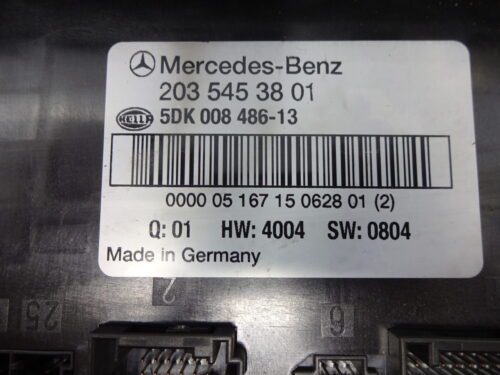 Mercedes-Benz
203 545 38 01
HELLA 5DK 008 486-13
0000 05 167 15 0628 01 (2)
Q: 01 HW: 4004 SW: 0804
Made in Germany
25
2
6